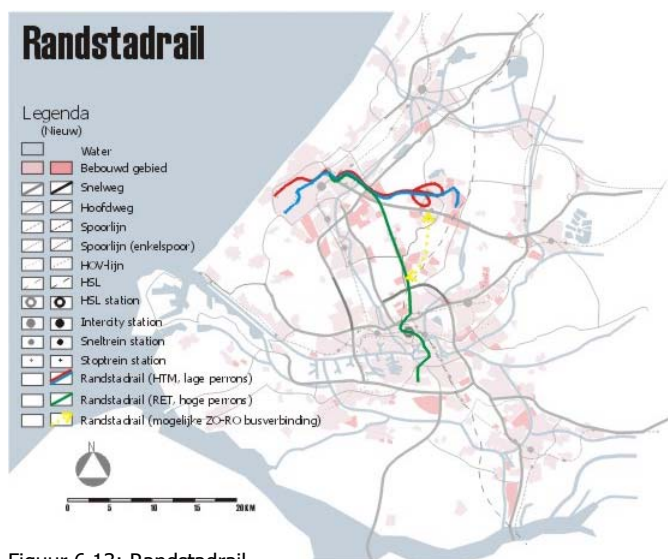 Randstadrail
Legenda
(Nieuw)
Water
Bebouwd gebied
Snelweg
Hoofdweg
Spoorlijn
Spoorlijn (enkelspoor)
HOV-lijn
HSL
HSL station
Intercity station
Sneltrein station
Stoptrein station
Randstadrail (HTM, lage perrons)
Randstadrail (RET, hoge perrons)
Randstadrail (mogelijke ZO-RO busverbinding)
N
0 5 10 15 20 KM
Figuur 6.13: Randstadrail